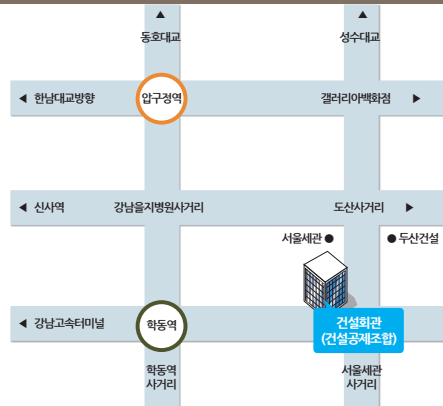 동호대교
성수대교
한남대교방향
압구정역
갤러리아백화점
신사역
강남을지병원사거리
도산사거리
서울세관
두산건설
강남고속터미널
학동역
건설회관
(건설공제조합)
학동역
사거리
서울세관
사거리